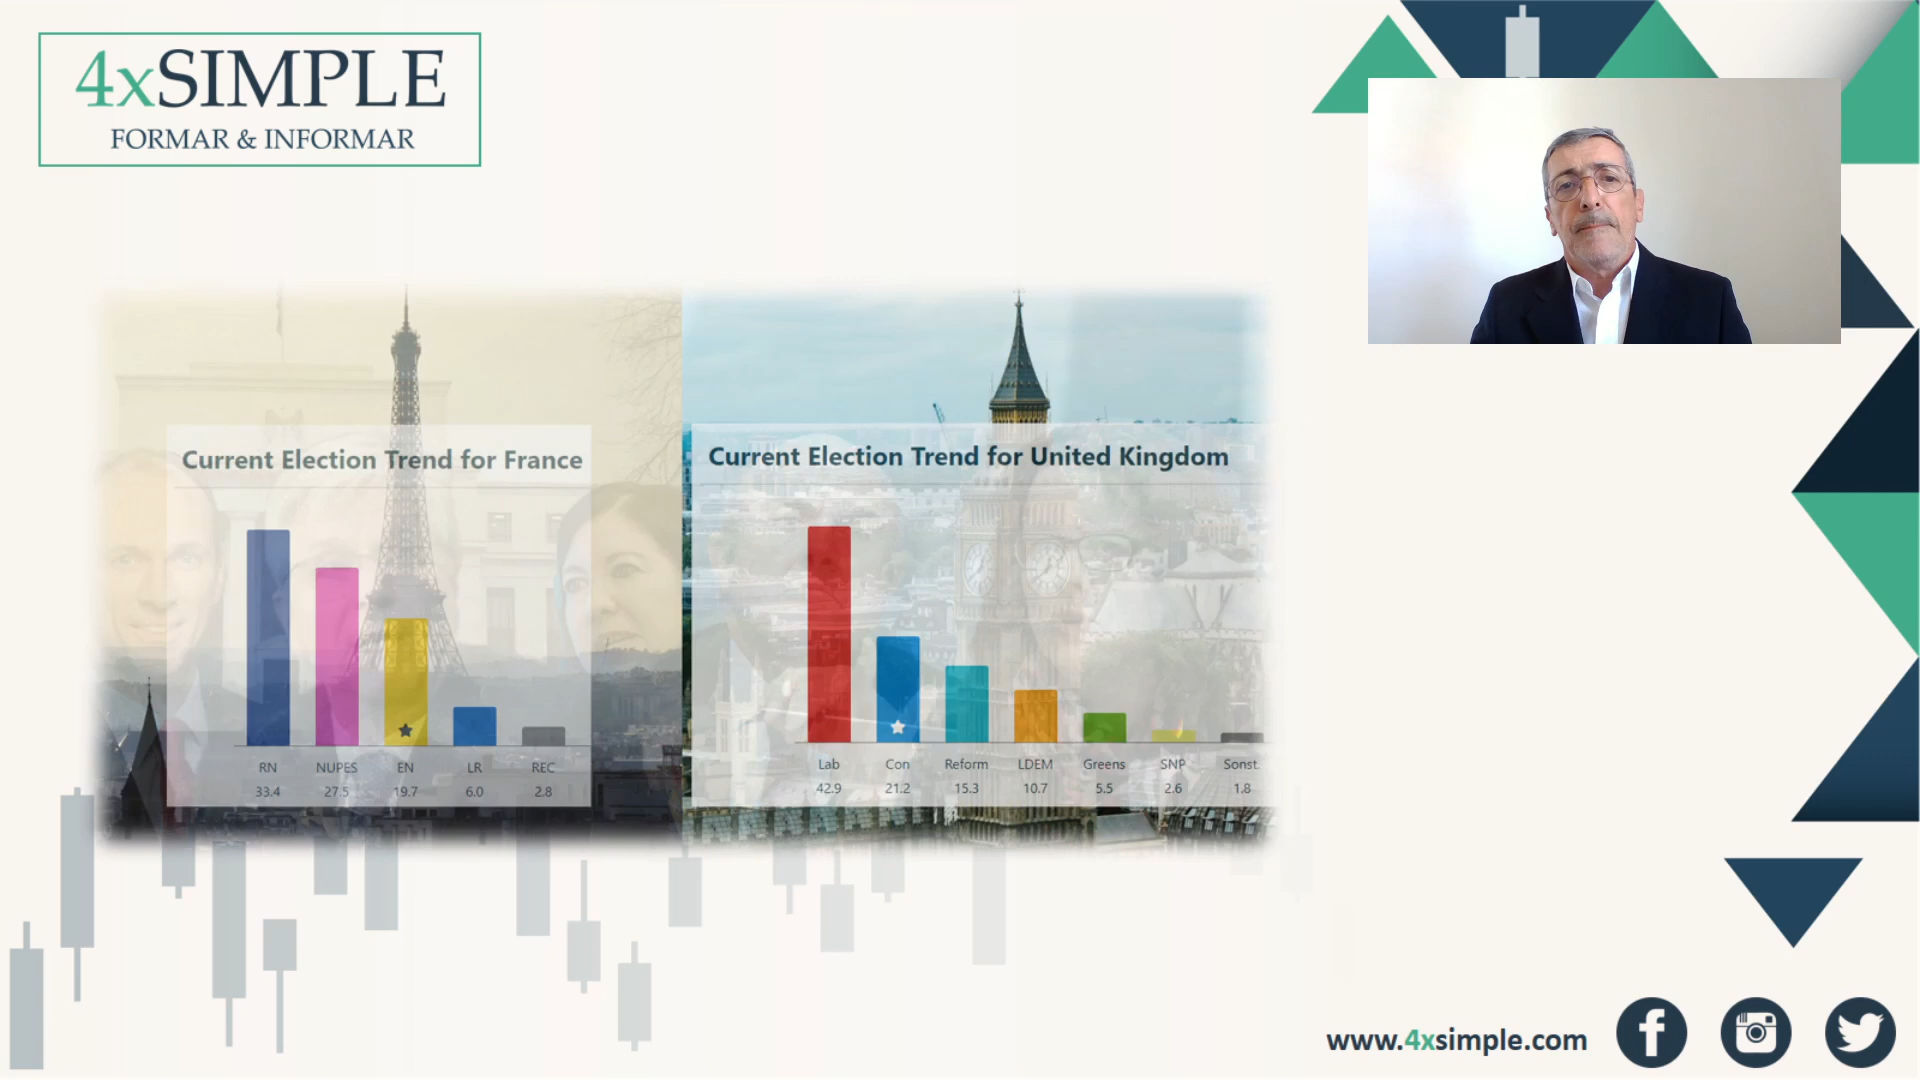 4xSIMPLE
FORMAR & INFORMAR
Current Election Trend for France
RN NUPES EN LR REC
33.4 27.5 19.7 6.0 2.8
Current Election Trend for United Kingdom
Lab Con Reform LDEM Greens SNP Sonst.
42.9 21.2 15.3 10.7 5.5 2.6 1.8
www.4xsimple.com